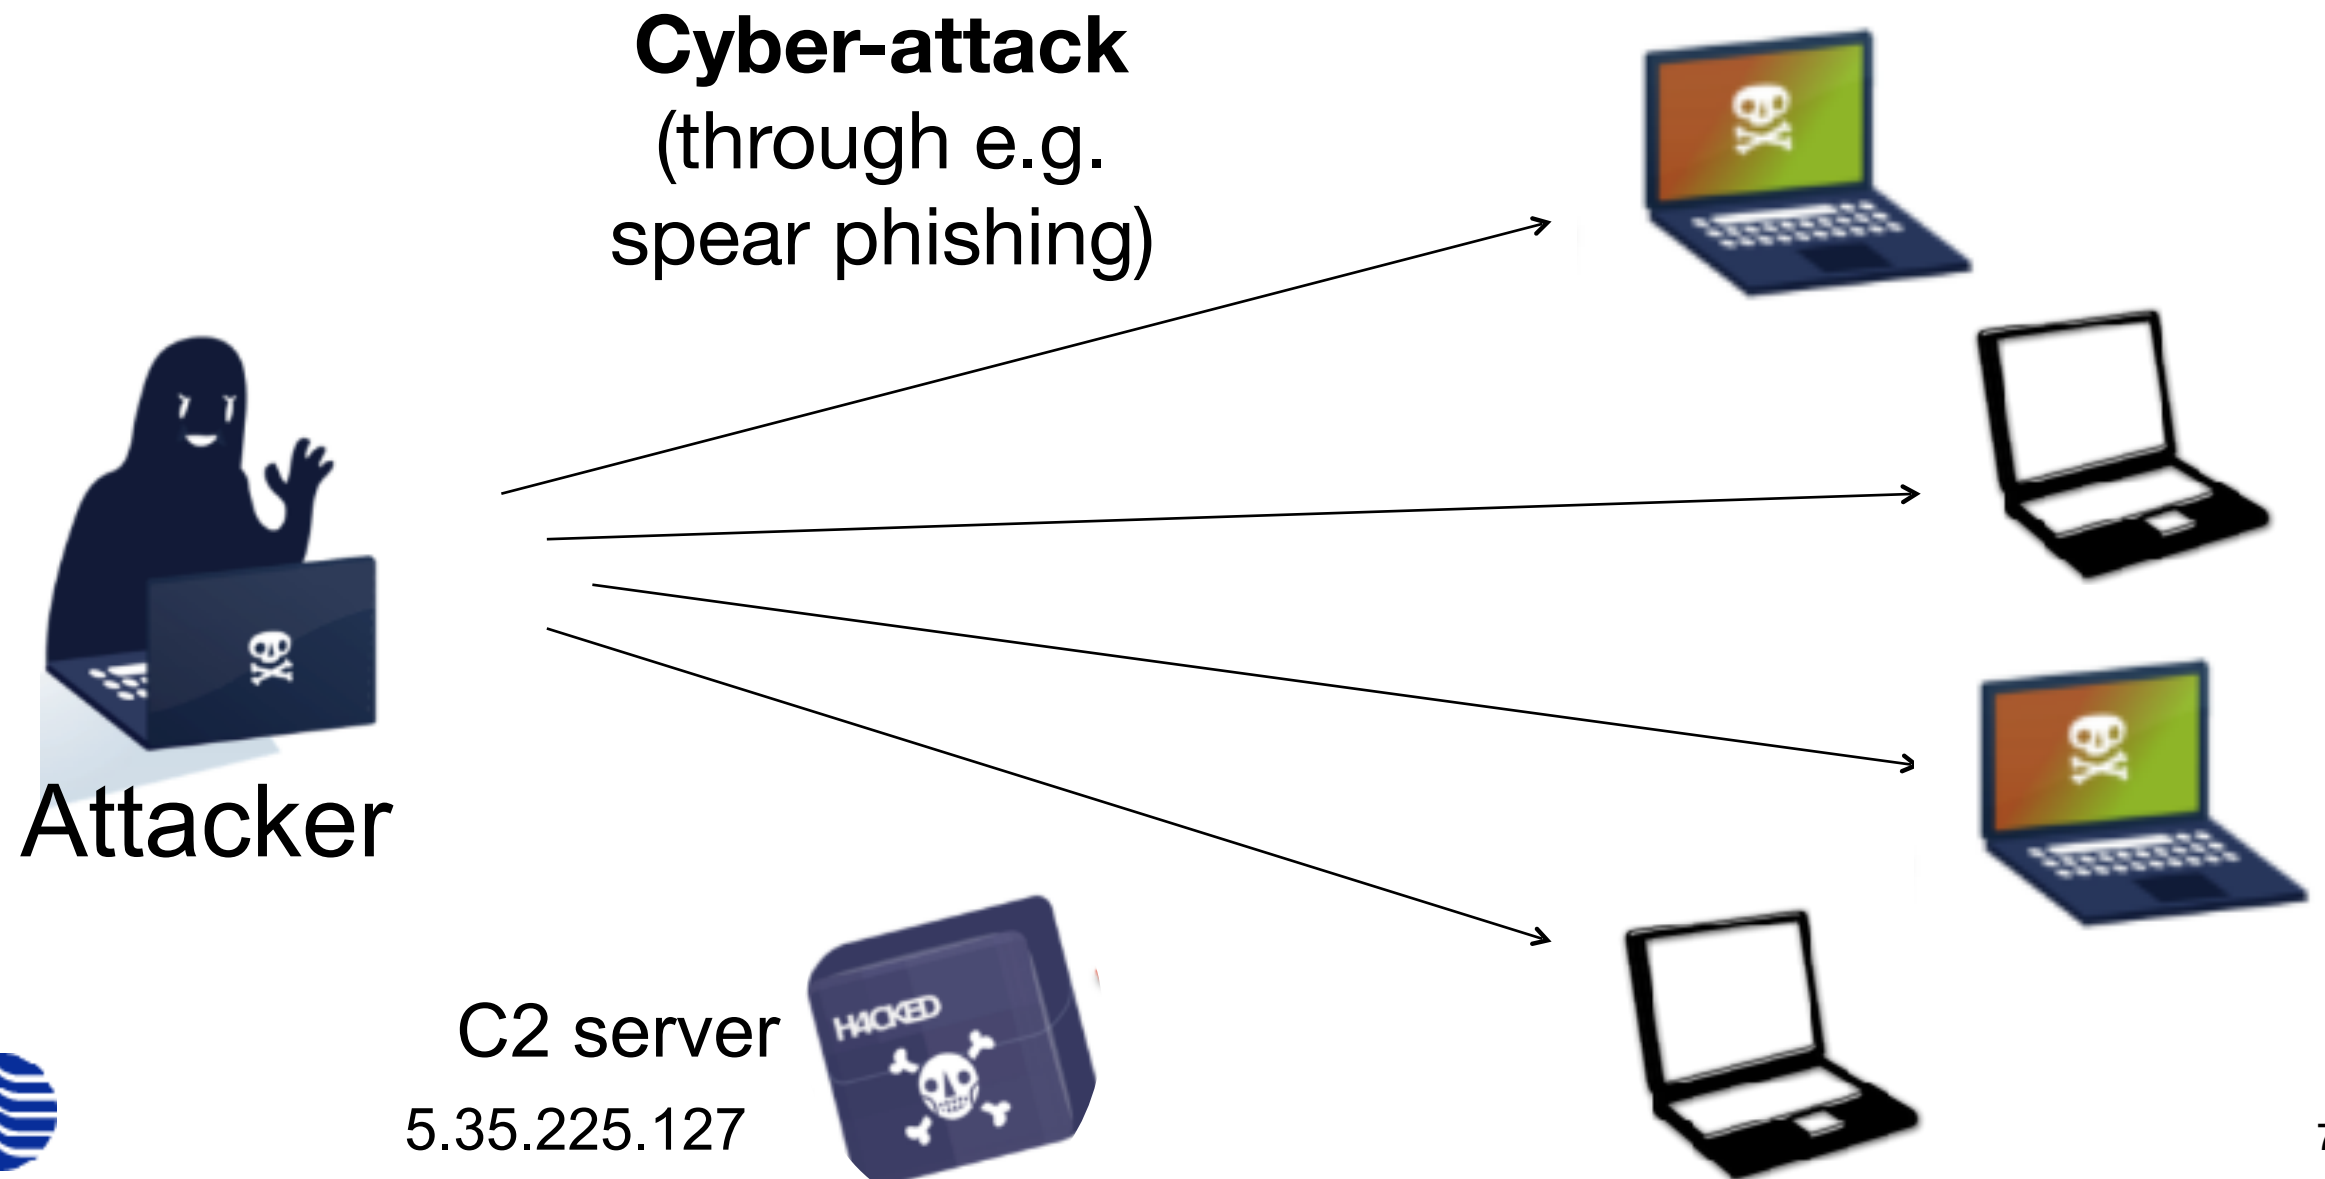 Cyber-attack
(through e.g.
spear phishing)
Attacker
C2 server
HACKED
5.35.225.127